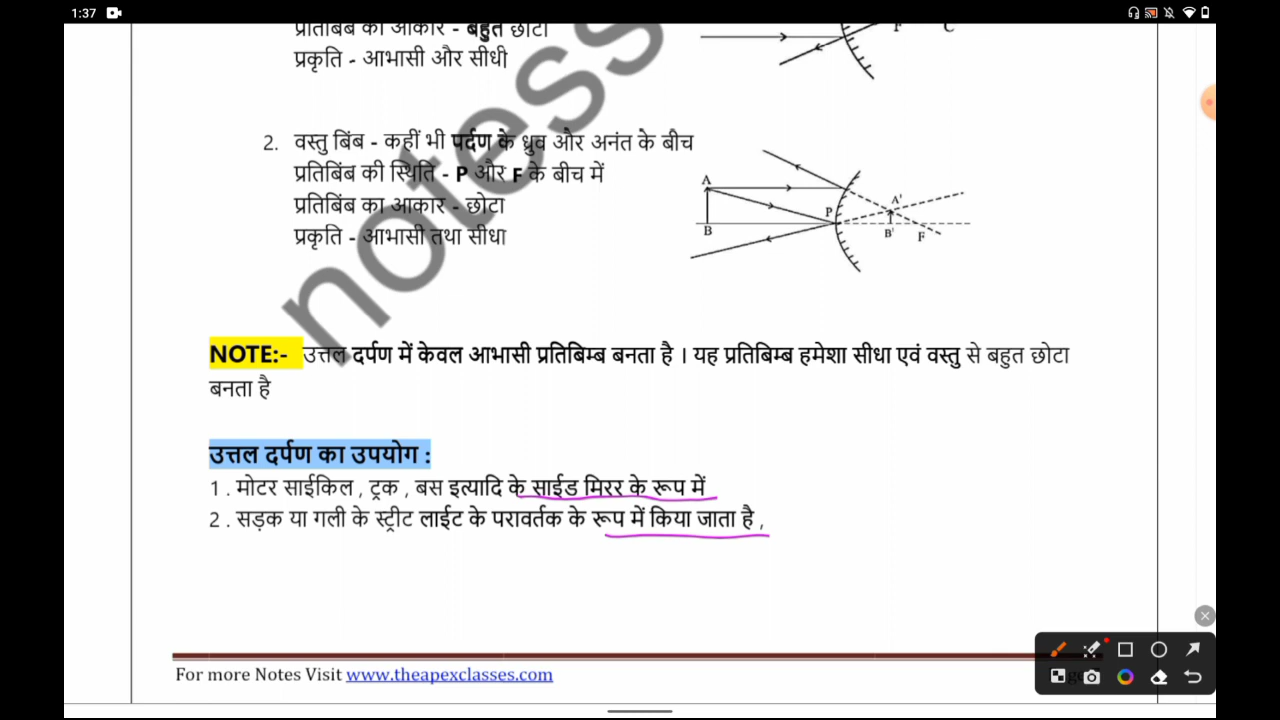 1:37
प्रतिबिंब का आकार - बहुत छोटा
प्रकृति - आभासी और सीधी
F C
2. वस्तु बिंब - कहीं भी पर्दण के ध्रुव और अनंत के बीच
प्रतिबिंब की स्थिति - P और F के बीच में
प्रतिबिंब का आकार - छोटा
प्रकृति - आभासी तथा सीधा
A
P
A'
B
B'
F
notess
NOTE:- उत्तल दर्पण में केवल आभासी प्रतिबिम्ब बनता है । यह प्रतिबिम्ब हमेशा सीधा एवं वस्तु से बहुत छोटा
बनता है
उत्तल दर्पण का उपयोग :
1 . मोटर साईकिल , ट्रक , बस इत्यादि के साईड मिरर के रूप में
2 . सड़क या गली के स्ट्रीट लाईट के परावर्तक के रूप में किया जाता है ,
For more Notes Visit www.theapexclasses.com